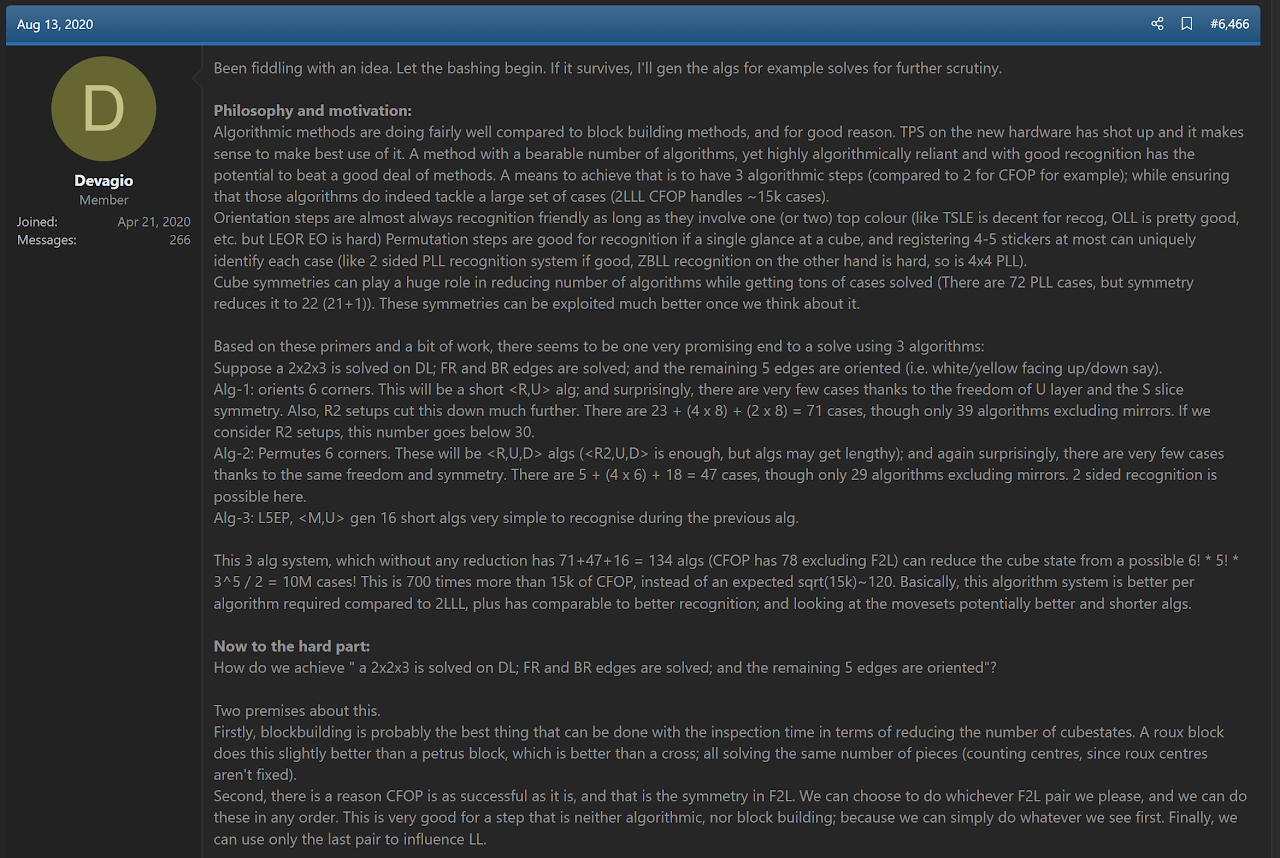 Aug 13, 2020
#6,466
D
Devagio
Member
Joined: Apr 21, 2020
Messages: 266
Been fiddling with an idea. Let the bashing begin. If it survives, I'll gen the algs for example solves for further scrutiny.
Philosophy and motivation:
Algorithmic methods are doing fairly well compared to block building methods, and for good reason. TPS on the new hardware has shot up and it makes
sense to make best use of it. A method with a bearable number of algorithms, yet highly algorithmically reliant and with good recognition has the
potential to beat a good deal of methods. A means to achieve that is to have 3 algorithmic steps (compared to 2 for CFOP for example); while ensuring
that those algorithms do indeed tackle a large set of cases (2LLL CFOP handles ~15k cases).
Orientation steps are almost always recognition friendly as long as they involve one (or two) top colour (like TSLE is decent for recog, OLL is pretty good,
etc. but LEOR EO is hard) Permutation steps are good for recognition if a single glance at a cube, and registering 4-5 stickers at most can uniquely
identify each case (like 2 sided PLL recognition system if good, ZBLL recognition on the other hand is hard, so is 4x4 PLL).
Cube symmetries can play a huge role in reducing number of algorithms while getting tons of cases solved (There are 72 PLL cases, but symmetry
reduces it to 22 (21+1)). These symmetries can be exploited much better once we think about it.
Based on these primers and a bit of work, there seems to be one very promising end to a solve using 3 algorithms:
Suppose a 2x2x3 is solved on DL; FR and BR edges are solved; and the remaining 5 edges are oriented (i.e. white/yellow facing up/down say).
Alg-1: orients 6 corners. This will be a short <R,U> alg; and surprisingly, there are very few cases thanks to the freedom of U layer and the S slice
symmetry. Also, R2 setups cut this down much further. There are 23 + (4 x 8) + (2 x 8) = 71 cases, though only 39 algorithms excluding mirrors. If we
consider R2 setups, this number goes below 30.
Alg-2: Permutes 6 corners. These will be <R,U,D> algs (<R2,U,D> is enough, but algs may get lengthy); and again surprisingly, there are very few cases
thanks to the same freedom and symmetry. There are 5 + (4 x 6) + 18 = 47 cases, though only 29 algorithms excluding mirrors. 2 sided recognition is
possible here.
Alg-3: L5EP, <M,U> gen 16 short algs very simple to recognise during the previous alg.
This 3 alg system, which without any reduction has 71+47+16 = 134 algs (CFOP has 78 excluding F2L) can reduce the cube state from a possible 6! * 5! *
3^5 / 2 = 10M cases! This is 700 times more than 15k of CFOP, instead of an expected sqrt(15k)~120. Basically, this algorithm system is better per
algorithm required compared to 2LLL, plus has comparable to better recognition; and looking at the movesets potentially better and shorter algs.
Now to the hard part:
How do we achieve " a 2x2x3 is solved on DL; FR and BR edges are solved; and the remaining 5 edges are oriented"?
Two premises about this.
Firstly, blockbuilding is probably the best thing that can be done with the inspection time in terms of reducing the number of cubestates. A roux block
does this slightly better than a petrus block, which is better than a cross; all solving the same number of pieces (counting centres, since roux centres
aren't fixed).
Second, there is a reason CFOP is as successful as it is, and that is the symmetry in F2L. We can choose to do whichever F2L pair we please, and we can do
these in any order. This is very good for a step that is neither algorithmic, nor block building; because we can simply do whatever we see first. Finally, we
can use only the last pair to influence LL.